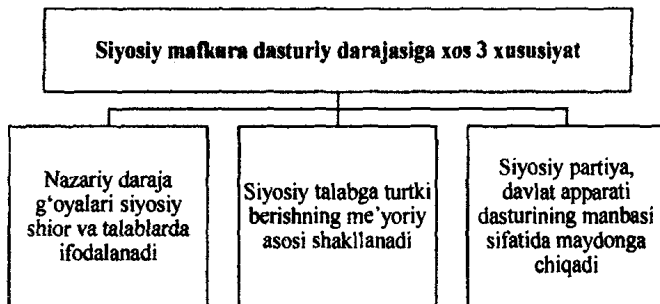 Siyosiy mafkura dasturiy darajasiga xos 3 xususiyat
Nazariy daraja
g‘oyalari siyosiy
shior va talablarda
ifodalanadi
Siyosiy talabga turtki
berishning me’yoriy
asosi shakllanadi
Siyosiy partiya,
davlat apparati
dasturining manbasi
sifatida maydonga
chiqadi